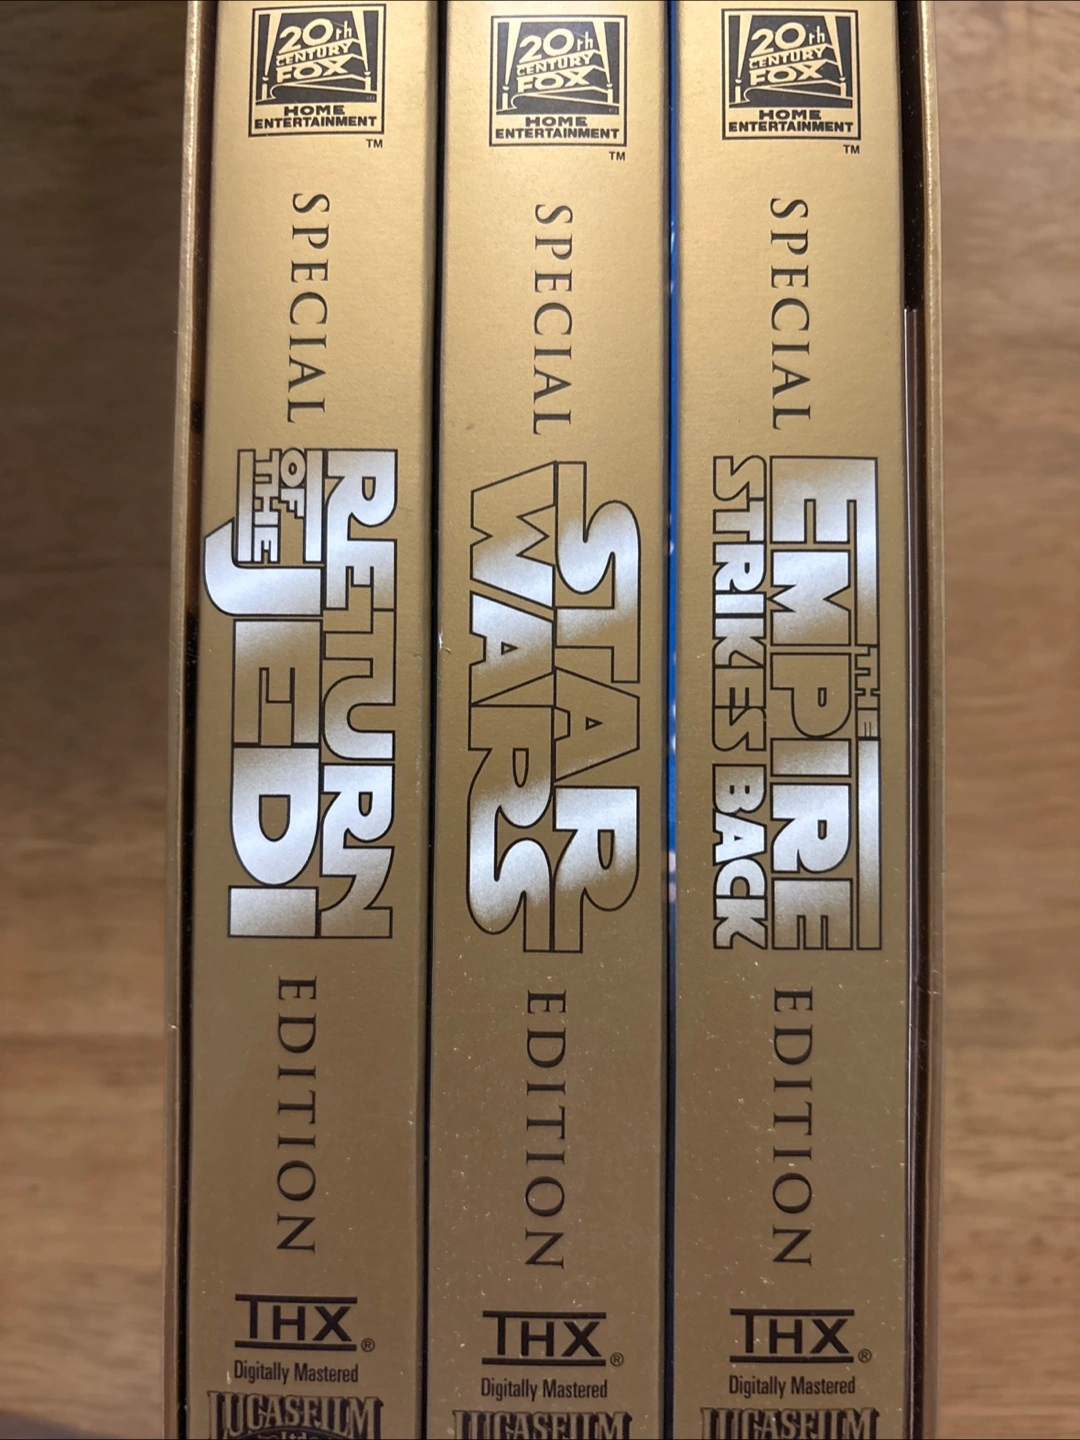 20th
CENTURY
FOX
HOME
ENTERTAINMENT
TM
SPECIAL
RETURN
OF THE
JEDI
EDITION
THX®
Digitally Mastered
LUCASFILM
Ltd
20th
CENTURY
FOX
HOME
ENTERTAINMENT
TM
SPECIAL
STAR
WARS
EDITION
THX®
Digitally Mastered
LUCASFILM
20th
CENTURY
FOX
HOME
ENTERTAINMENT
TM
SPECIAL
THE
EMPIRE
STRIKES BACK
EDITION
THX®
Digitally Mastered
LUCASFILM